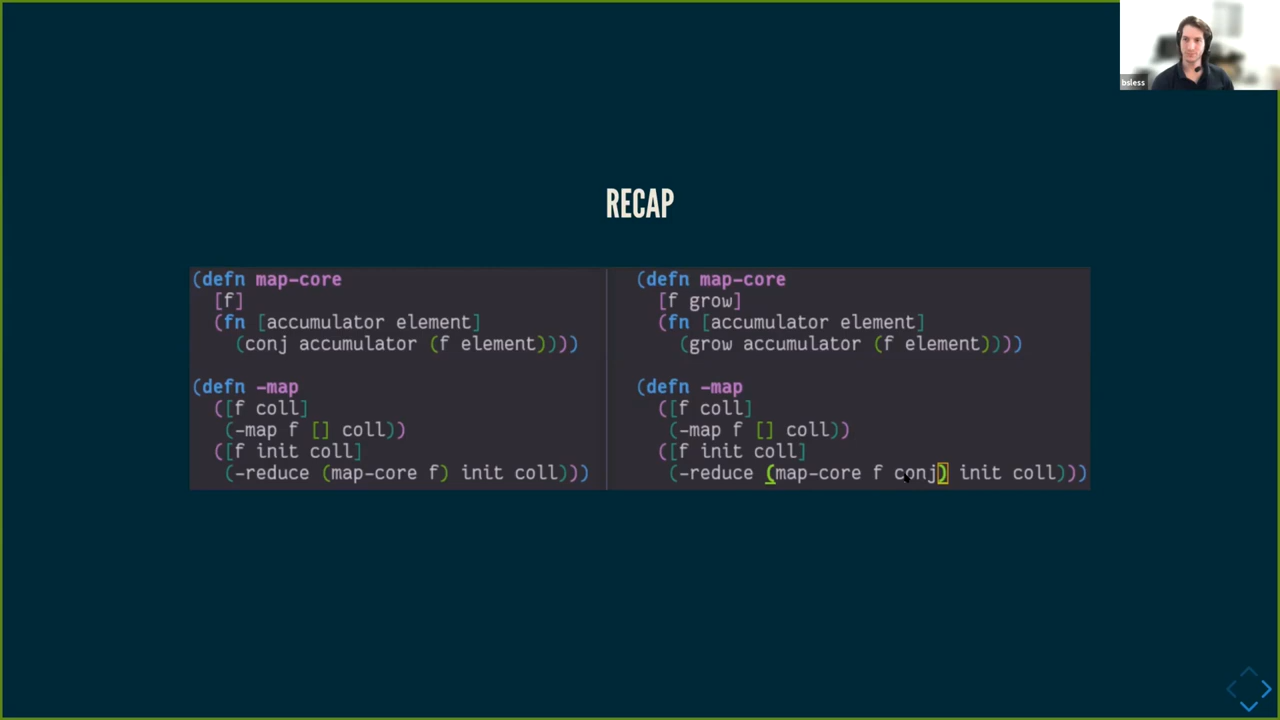 bsless
RECAP
(defn map-core
[f]
(fn [accumulator element]
(conj accumulator (f element))))
(defn -map
([f coll]
(-map f [] coll))
([f init coll]
(-reduce (map-core f) init coll)))
(defn map-core
[f grow]
(fn [accumulator element]
(grow accumulator (f element))))
(defn -map
([f coll]
(-map f [] coll))
([f init coll]
(-reduce (map-core f conj) init coll)))